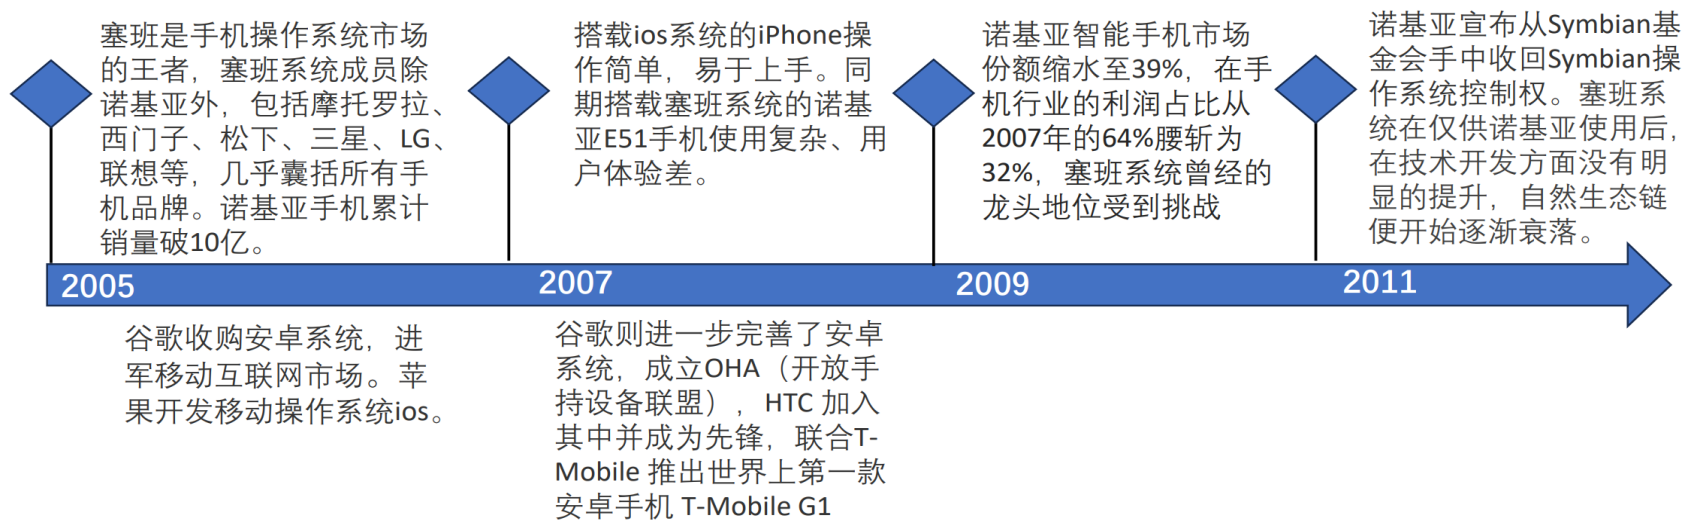 塞班是手机操作系统市场
的王者，塞班系统成员除
诺基亚外，包括摩托罗拉、
西门子、松下、三星、LG、
联想等，几乎囊括所有手
机品牌。诺基亚手机累计
销量破10亿。
搭载ios系统的iPhone操
作简单，易于上手。同
期搭载塞班系统的诺基
亚E51手机使用复杂、用
户体验差。
诺基亚智能手机市场
份额缩水至39%，在手
机行业的利润占比从
2007年的64%腰斩为
32%，塞班系统曾经的
龙头地位受到挑战
诺基亚宣布从Symbian基
金会手中收回Symbian操
作系统控制权。塞班系
统在仅供诺基亚使用后，
在技术开发方面没有明
显的提升，自然生态链
便开始逐渐衰落。
2005
2007
2009
2011
谷歌收购安卓系统，进
军移动互联网市场。苹
果开发移动操作系统ios。
谷歌则进一步完善了安卓
系统，成立OHA（开放手
持设备联盟），HTC 加入
其中并成为先锋，联合T-
Mobile 推出世界上第一款
安卓手机 T-Mobile G1